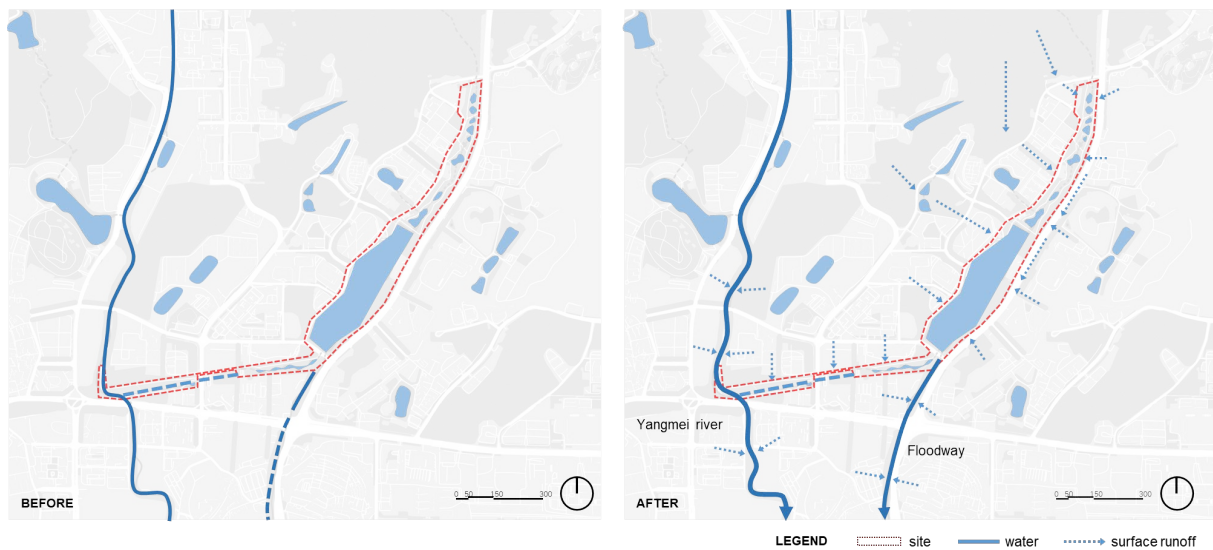 BEFORE
0 50 150 300
Yangmei river
Floodway
AFTER
0 50 150 300
LEGEND site water surface runoff